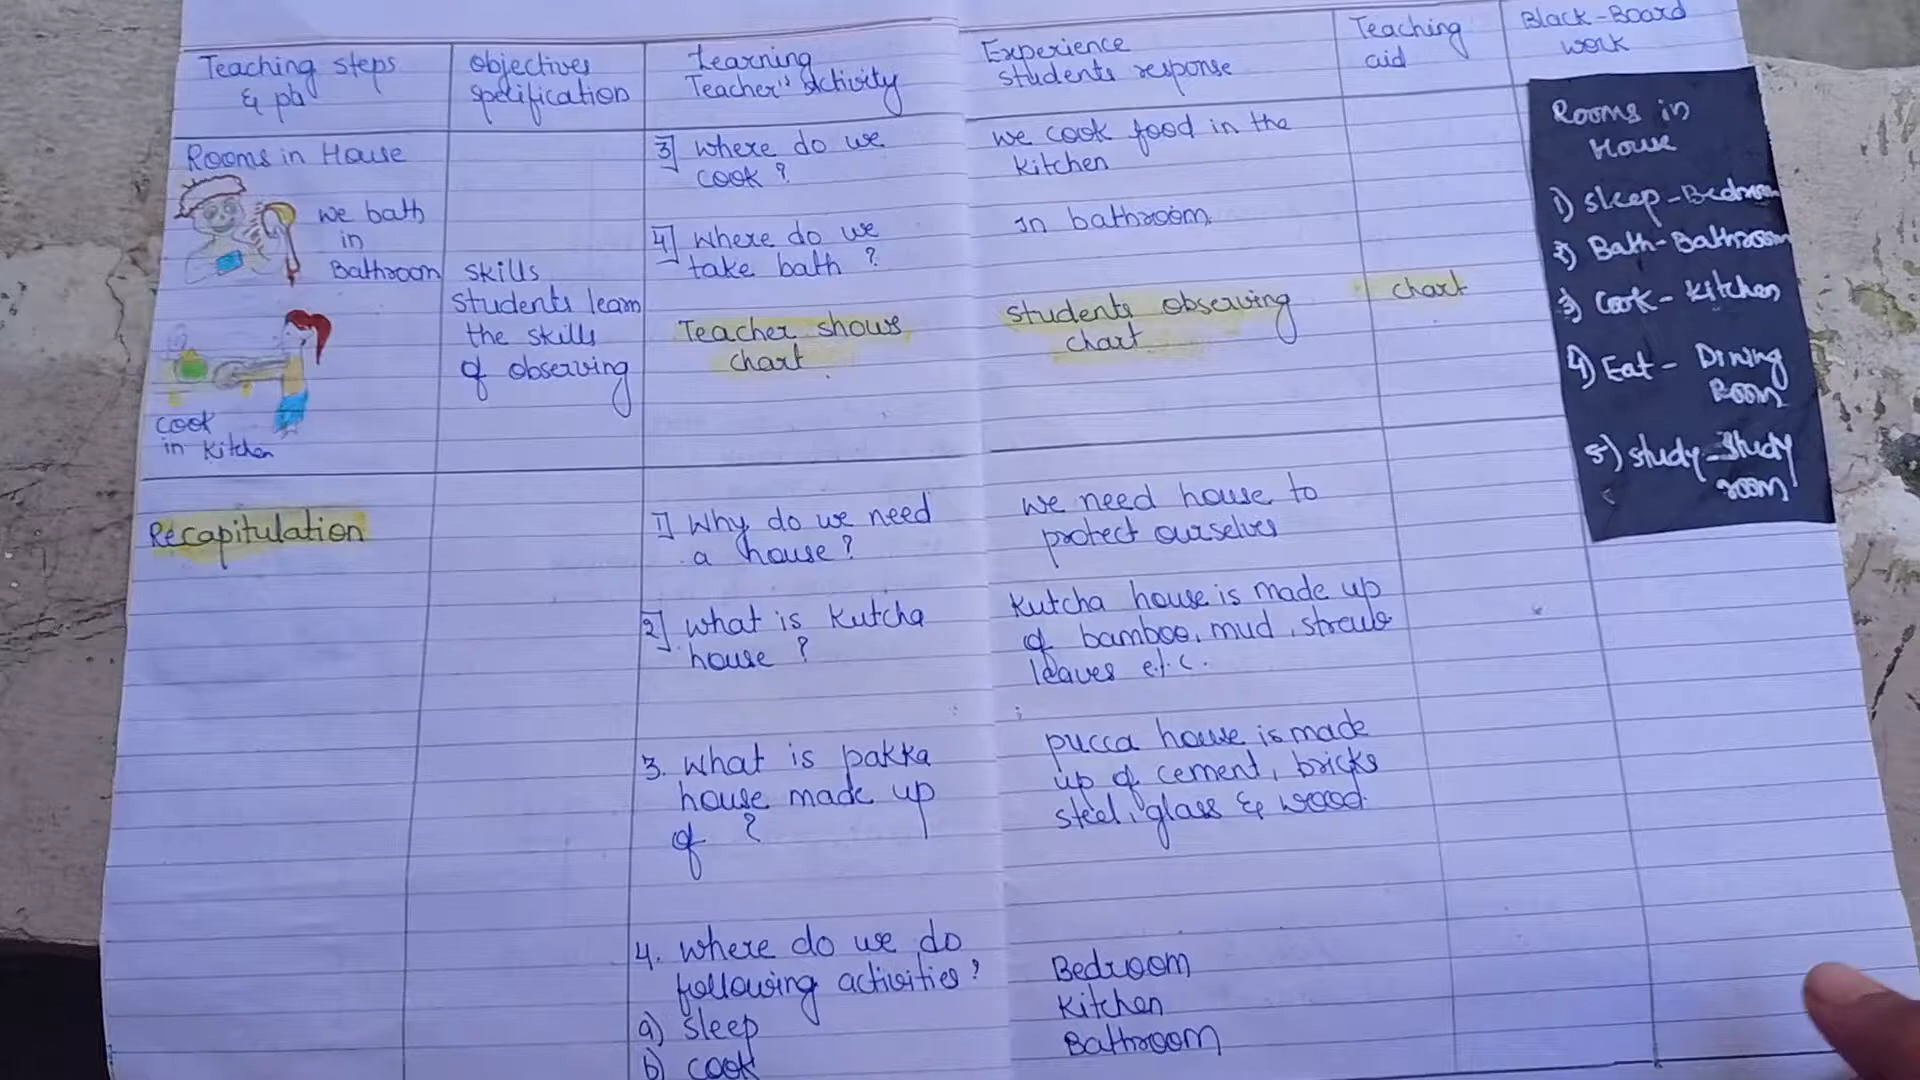 Teaching steps
& pb
Objectives
specification
Learning
Teacher's Activity
Experience
students response
Teaching
aid
Black-Board
work
Rooms in House
we bath
in
Bathroom
cook
in Kitchen
skills
students learn
the skills
of observing
3] where do we
cook ?
4] where do we
take bath ?
Teacher shows
chart
we cook food in the
kitchen
In bathroom
students observing
chart
chart
Rooms in
House
1) sleep-Bedroom
2) Bath-Bathroom
3) Cook-Kitchen
4) Eat- Dining
Room
5) study-study
room
Recapitulation
1] Why do we need
a house?
we need house to
protect ourselves
2] what is Kutcha
house ?
Kutcha house is made up
of bamboo, mud, straws
leaves e.t.c.
3. what is pakka
house made up
of ?
pucca house is made
up of cement, bricks
steel, glass & wood
4. where do we do
following activities?
a) sleep
b) cook
Bedroom
Kitchen
Bathroom